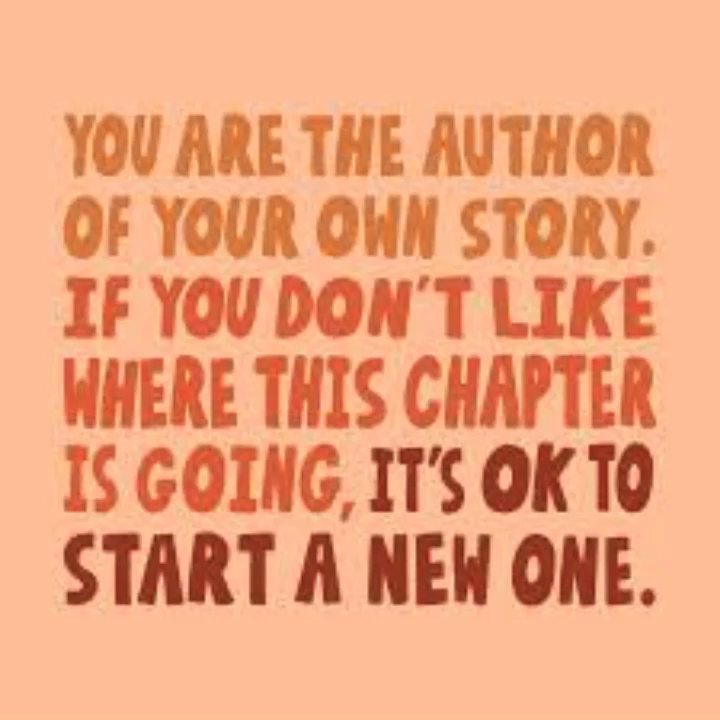 YOU ARE THE AUTHOR
OF YOUR OWN STORY.
IF YOU DON'T LIKE
WHERE THIS CHAPTER
IS GOING, IT'S OK TO
START A NEW ONE.